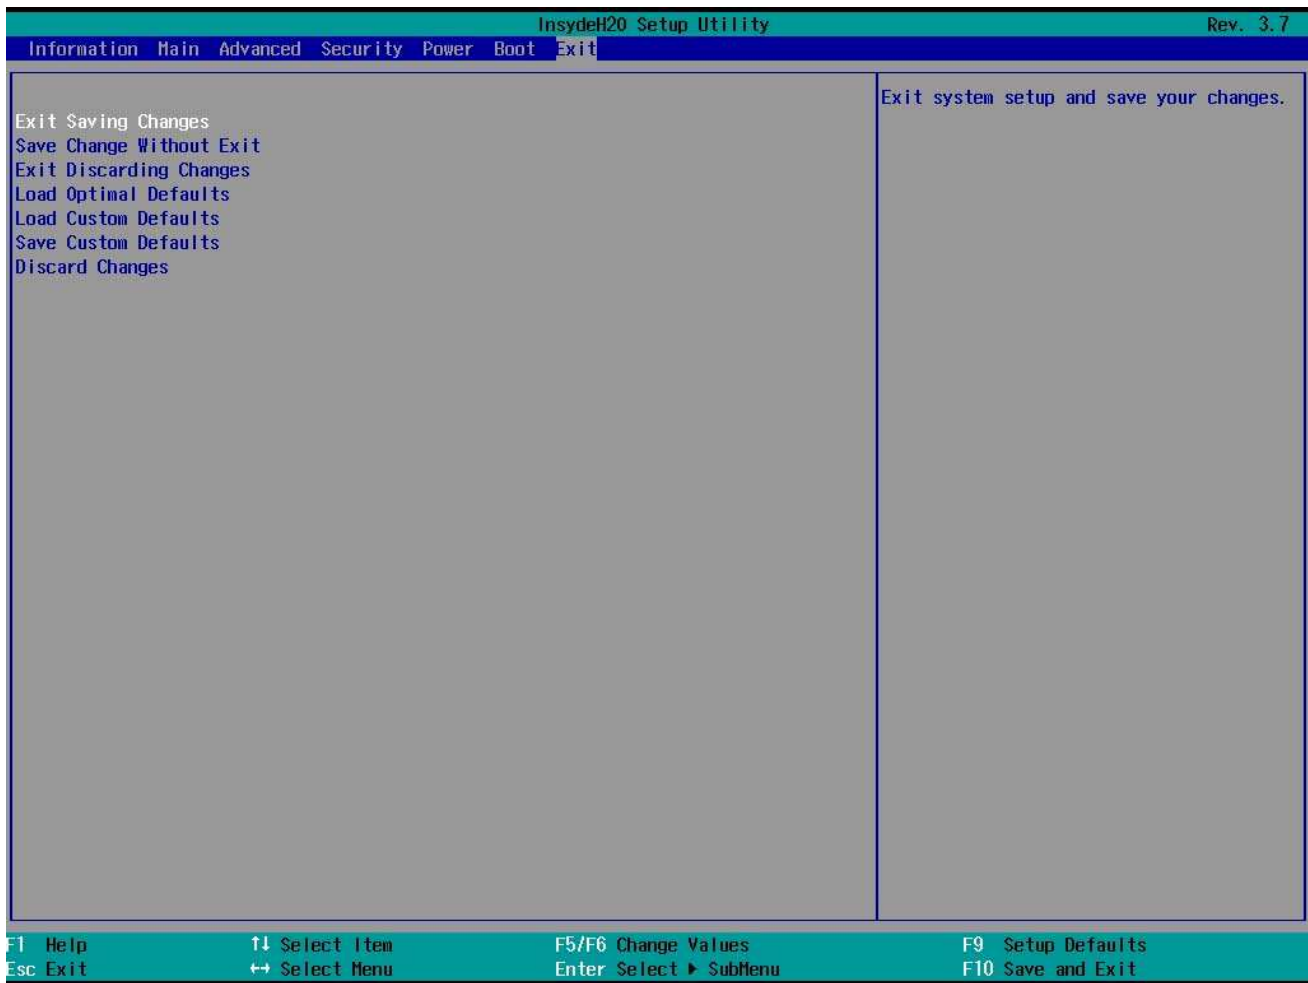 InsydeH20 Setup Utility Rev. 3.7
Information Main Advanced Security Power Boot Exit
Exit system setup and save your changes.
Exit Saving Changes
Save Change Without Exit
Exit Discarding Changes
Load Optimal Defaults
Load Custom Defaults
Save Custom Defaults
Discard Changes
F1 Help ↑↓ Select Item F5/F6 Change Values F9 Setup Defaults
Esc Exit ↔ Select Menu Enter Select ▶ SubMenu F10 Save and Exit